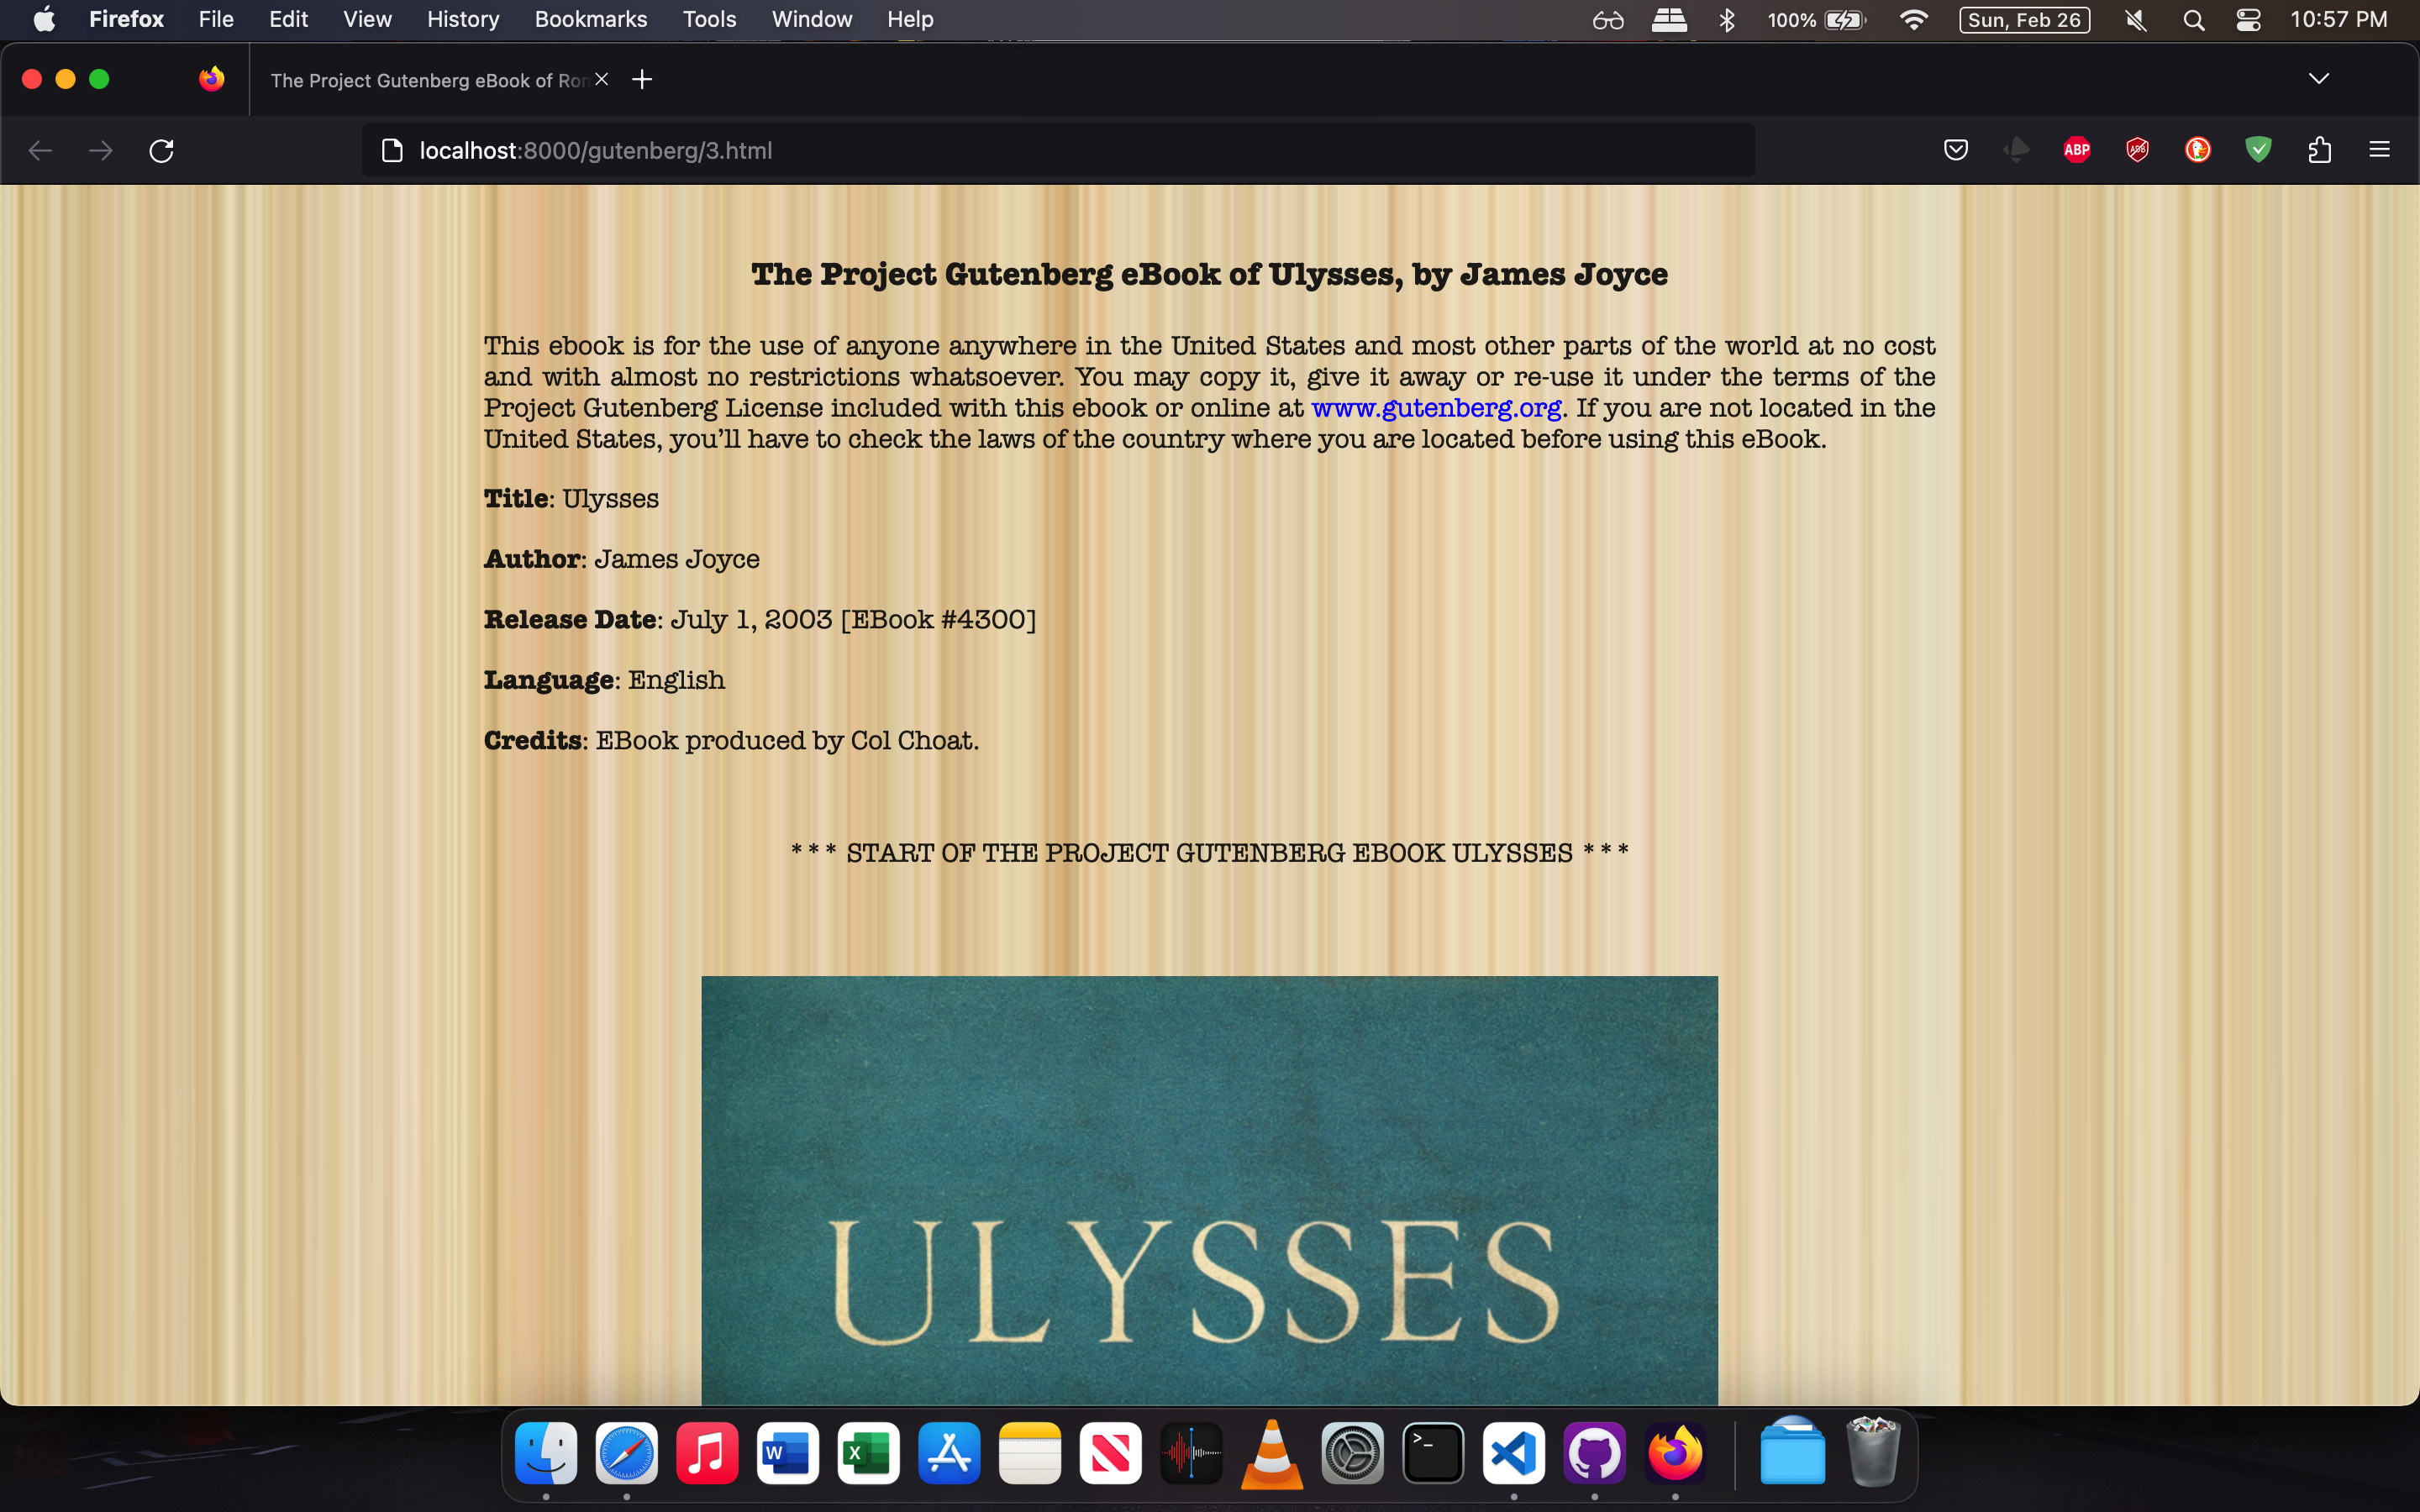 Firefox File Edit View History Bookmarks Tools Window Help 100% Sun, Feb 26 10:57 PM
The Project Gutenberg eBook of Ror
localhost:8000/gutenberg/3.html ABP
The Project Gutenberg eBook of Ulysses, by James Joyce
This ebook is for the use of anyone anywhere in the United States and most other parts of the world at no cost
and with almost no restrictions whatsoever. You may copy it, give it away or re-use it under the terms of the
Project Gutenberg License included with this ebook or online at www.gutenberg.org. If you are not located in the
United States, you’ll have to check the laws of the country where you are located before using this eBook.
Title: Ulysses
Author: James Joyce
Release Date: July 1, 2003 [EBook #4300]
Language: English
Credits: EBook produced by Col Choat.
*** START OF THE PROJECT GUTENBERG EBOOK ULYSSES ***
ULYSSES
W X >_